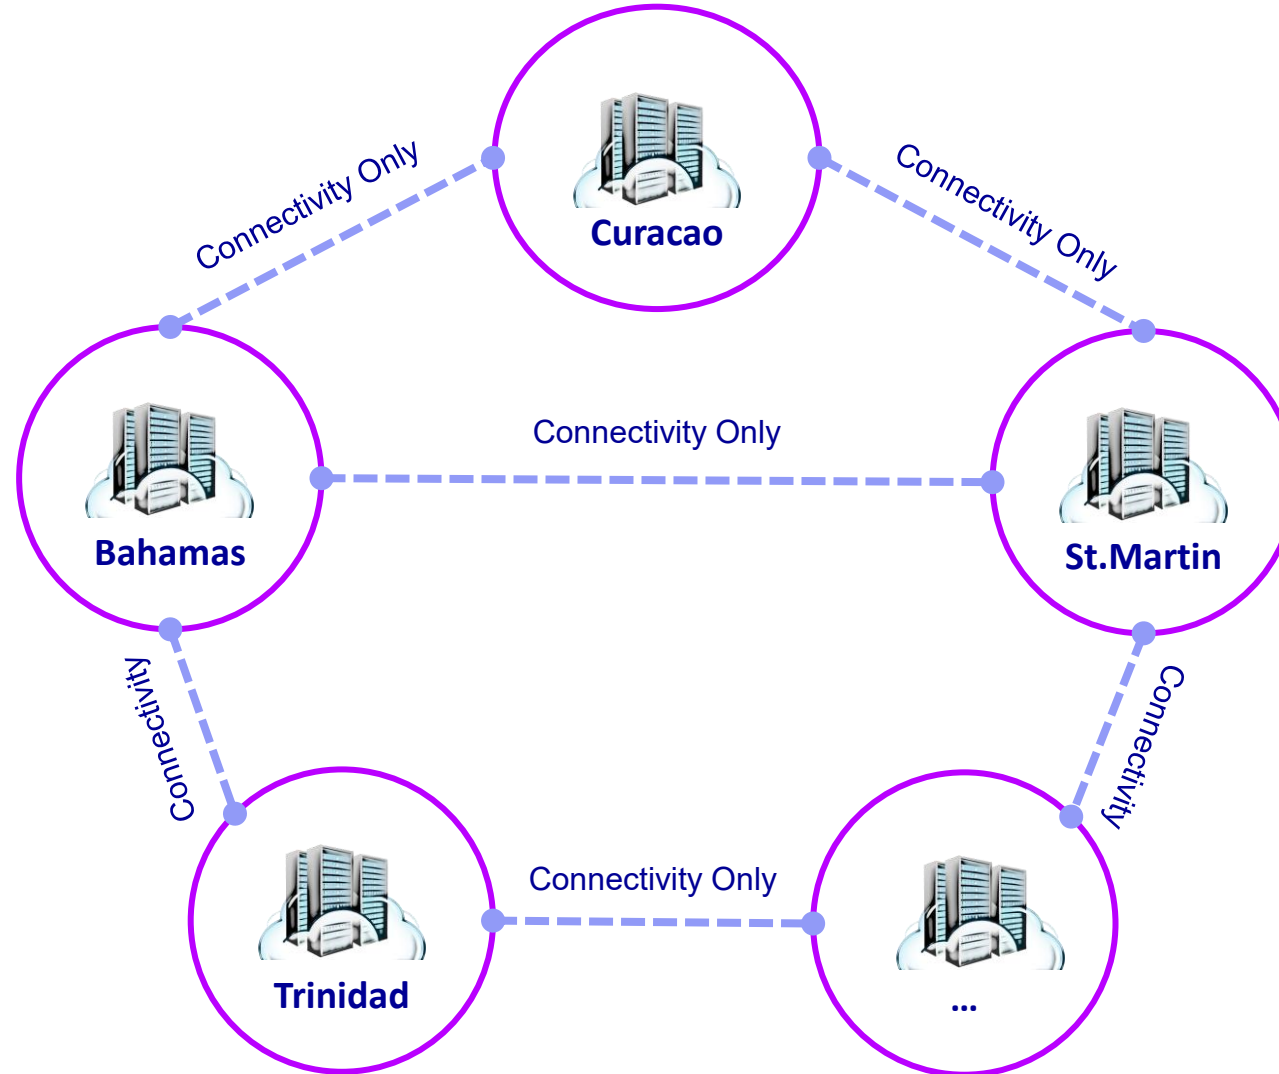 Connectivity Only
Connectivity Only
Curacao
Connectivity Only
Bahamas
St.Martin
Connectivity
Connectivity
Connectivity Only
Trinidad
...